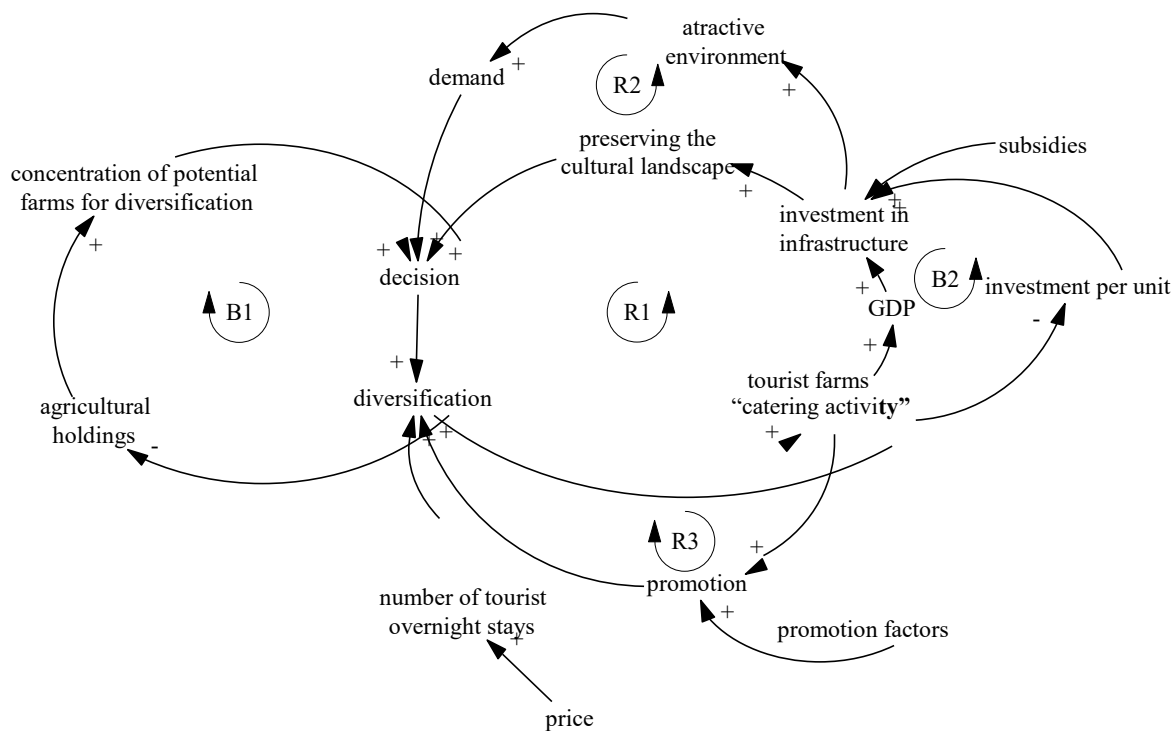 atractive
environment
+
demand
R2
+
preserving the
cultural landscape
subsidies
concentration of potential
farms for diversification
+
+
+
investment in
infrastructure
+
+
+
+
decision
B2
investment per unit
+
B1
R1
GDP
-
+
+
tourist farms
“catering activity”
diversification
agricultural
holdings
-
+
+
+
R3
+
promotion
number of tourist
overnight stays
+
+
promotion factors
price